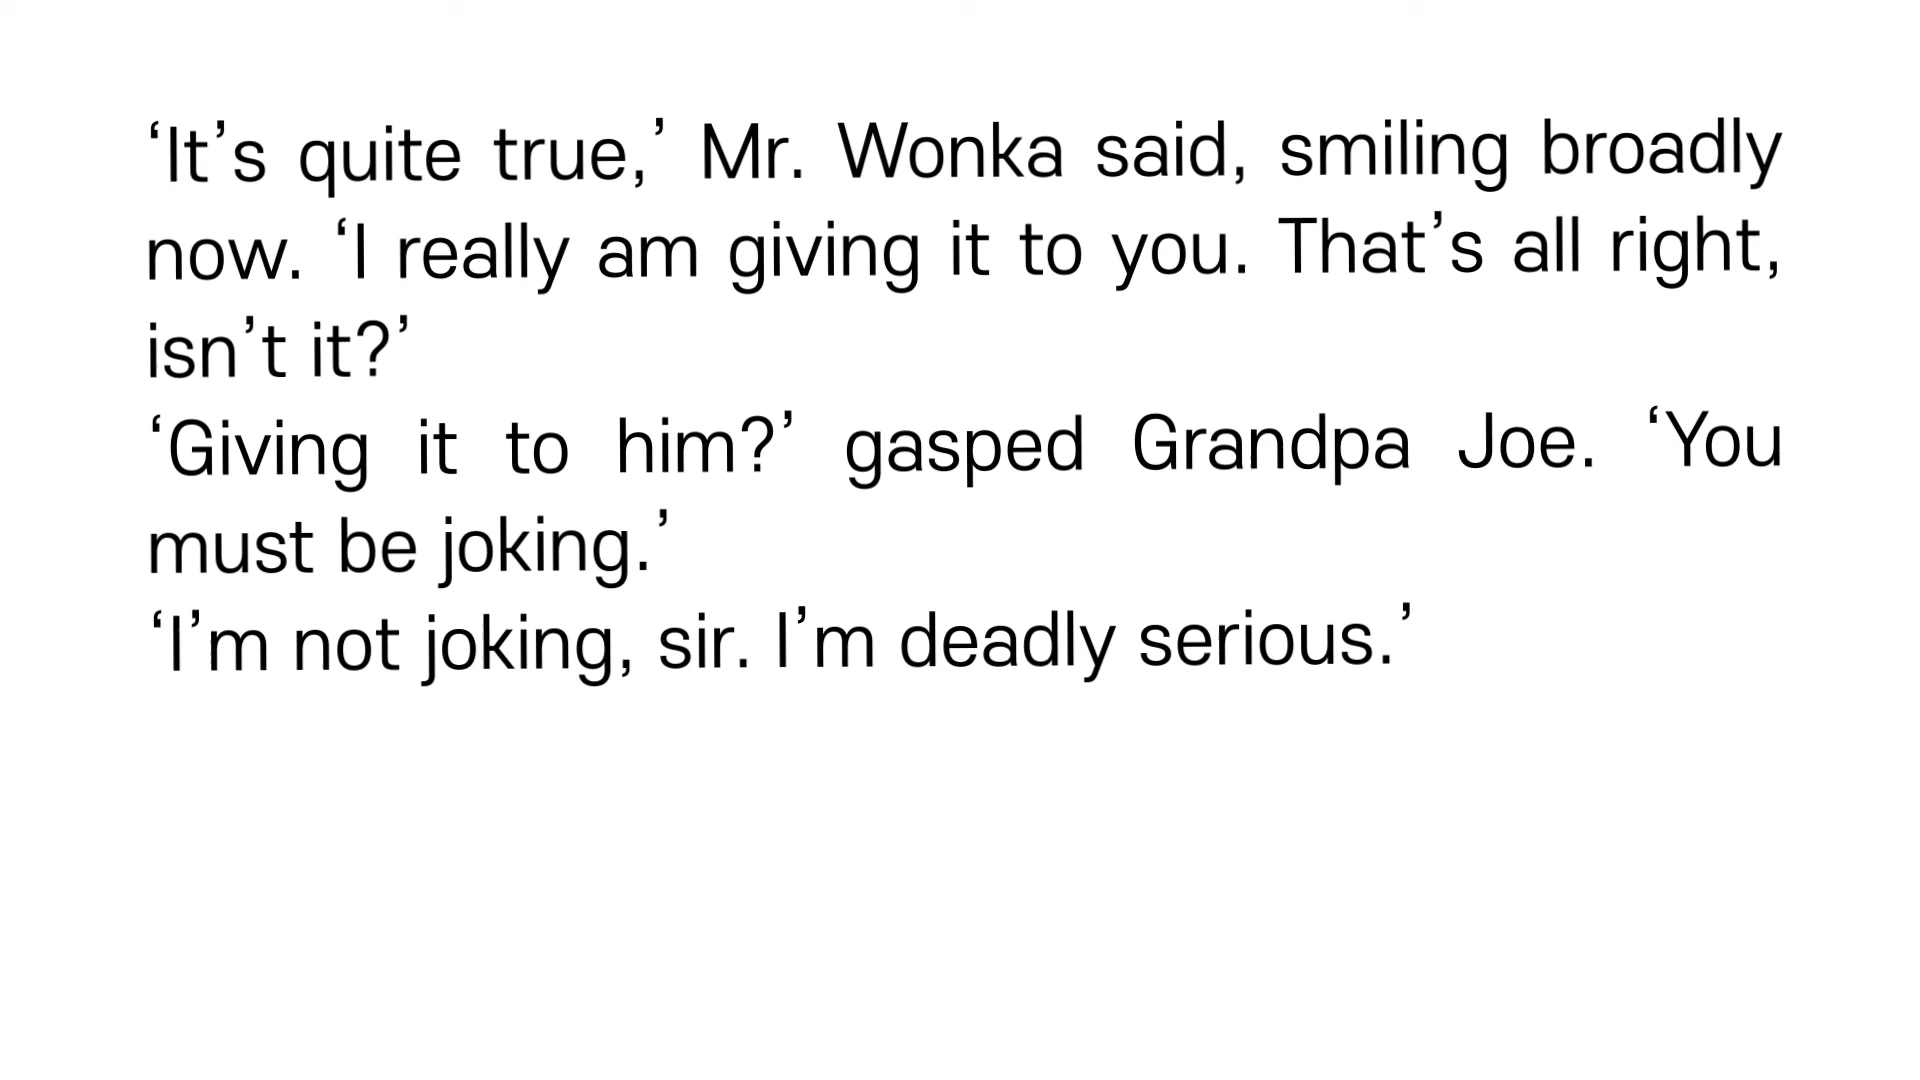 ‘It’s quite true,’ Mr. Wonka said, smiling broadly
now. ‘I really am giving it to you. That’s all right,
isn’t it?’
‘Giving it to him?’ gasped Grandpa Joe. ‘You
must be joking.’
‘I’m not joking, sir. I’m deadly serious.’